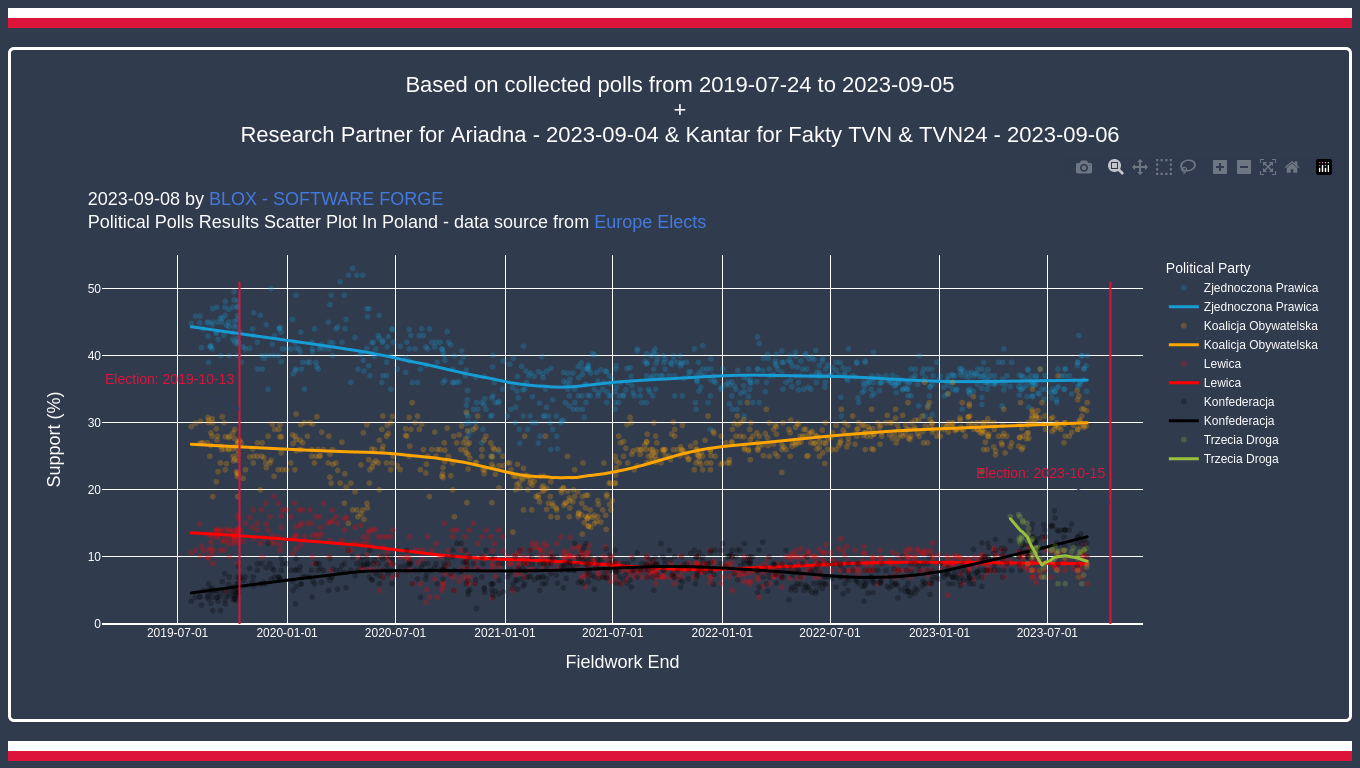 Based on collected polls from 2019-07-24 to 2023-09-05
+
Research Partner for Ariadna - 2023-09-04 & Kantar for Fakty TVN & TVN24 - 2023-09-06
2023-09-08 by BLOX - SOFTWARE FORGE
Political Polls Results Scatter Plot In Poland - data source from Europe Elects
Political Party
Zjednoczona Prawica
Zjednoczona Prawica
Koalicja Obywatelska
Koalicja Obywatelska
Lewica
Lewica
Konfederacja
Konfederacja
Trzecia Droga
Trzecia Droga
Support (%)
50
40
30
20
10
0
Election: 2019-10-13
Election: 2023-10-15
2019-07-01
2020-01-01
2020-07-01
2021-01-01
2021-07-01
2022-01-01
2022-07-01
2023-01-01
2023-07-01
Fieldwork End